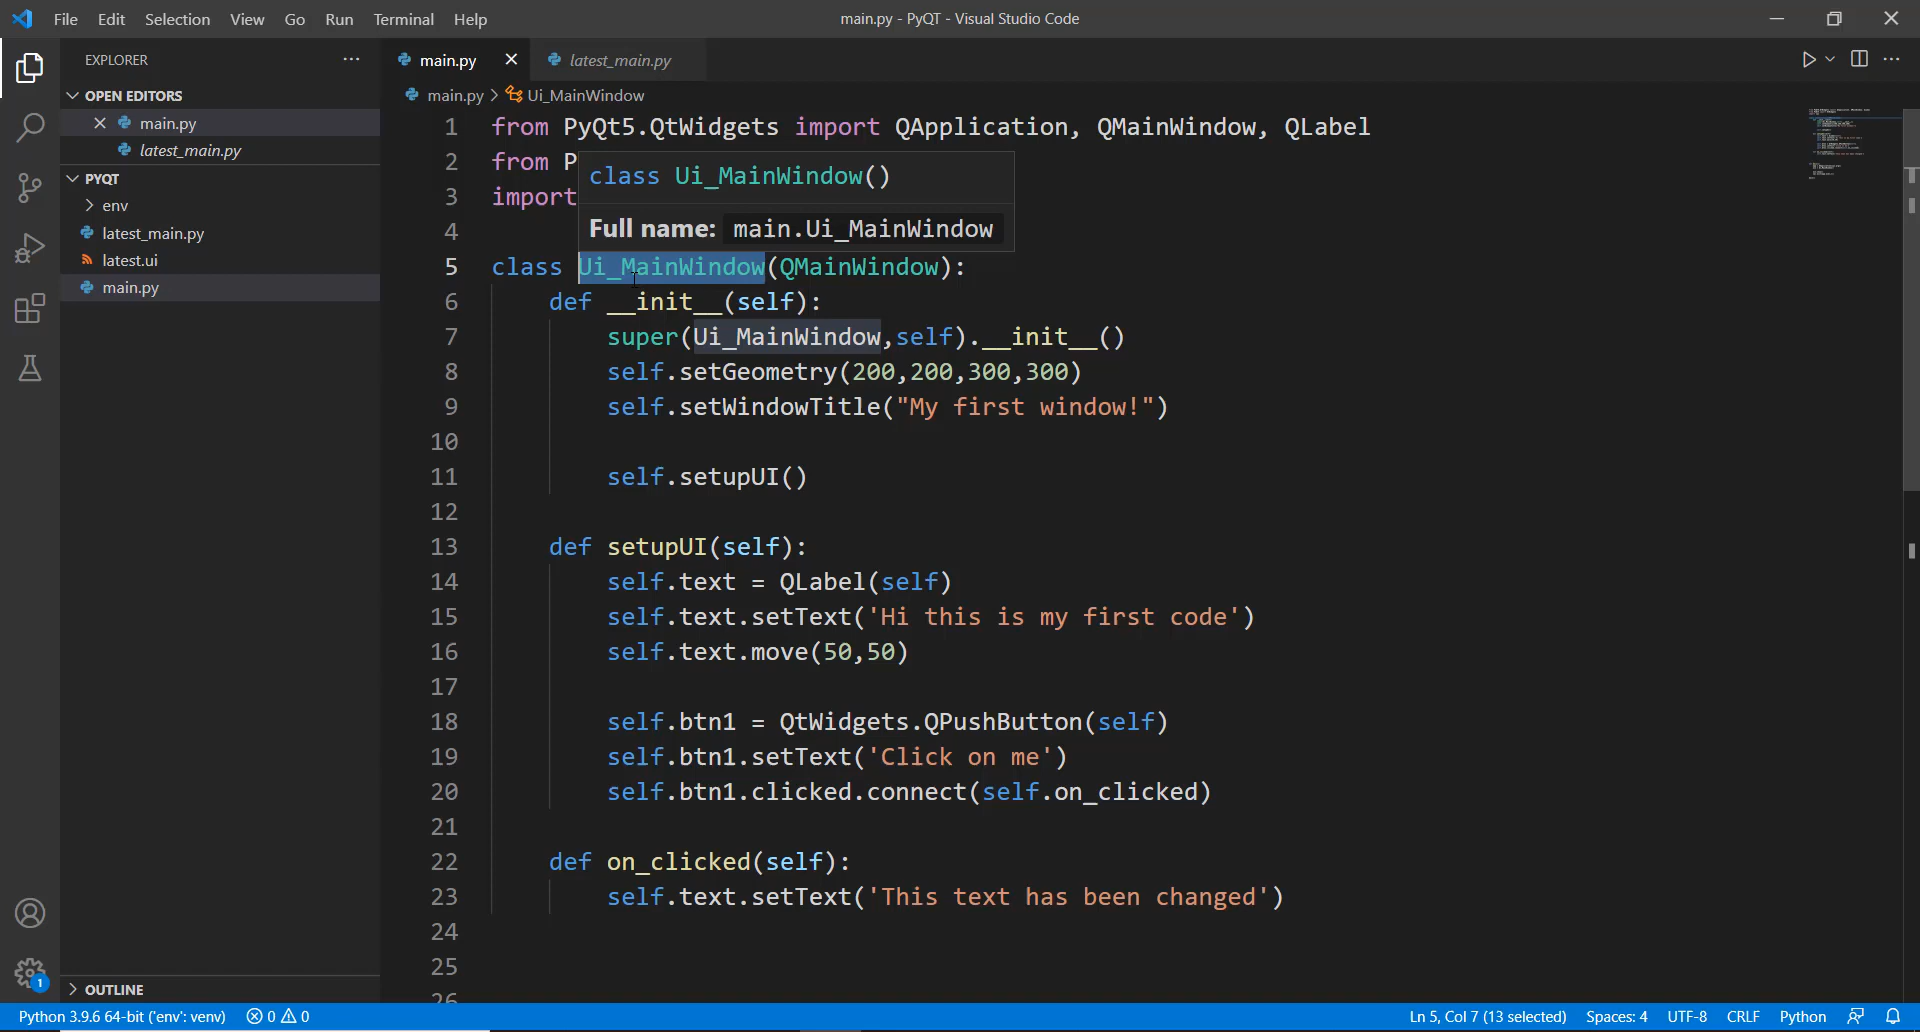 File Edit Selection View Go Run Terminal Help
main.py - PyQT - Visual Studio Code
EXPLORER
OPEN EDITORS
main.py
latest_main.py
PYQT
env
latest_main.py
latest.ui
main.py
OUTLINE
main.py
latest_main.py
main.py > Ui_MainWindow
1 from PyQt5.QtWidgets import QApplication, QMainWindow, QLabel
2 from P
3 import
4
class Ui_MainWindow()
Full name: main.Ui_MainWindow
5 class Ui_MainWindow(QMainWindow):
6 def __init__(self):
7 super(Ui_MainWindow,self).__init__()
8 self.setGeometry(200,200,300,300)
9 self.setWindowTitle("My first window!")
10
11 self.setupUI()
12
13 def setupUI(self):
14 self.text = QLabel(self)
15 self.text.setText('Hi this is my first code')
16 self.text.move(50,50)
17
18 self.btn1 = QtWidgets.QPushButton(self)
19 self.btn1.setText('Click on me')
20 self.btn1.clicked.connect(self.on_clicked)
21
22 def on_clicked(self):
23 self.text.setText('This text has been changed')
24
25
26
1
Python 3.9.6 64-bit ('env': venv) 0 0
Ln 5, Col 7 (13 selected) Spaces: 4 UTF-8 CRLF Python